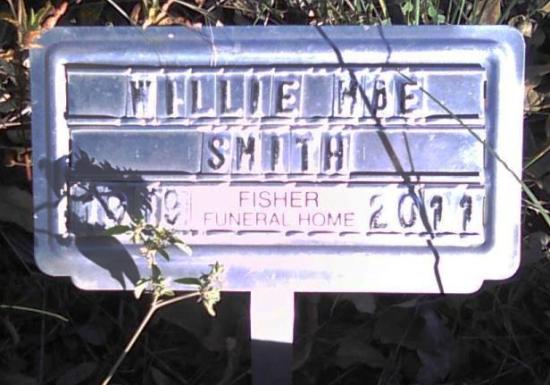 WILLIE MAE
SMITH
FISHER
FUNERAL HOME
2011